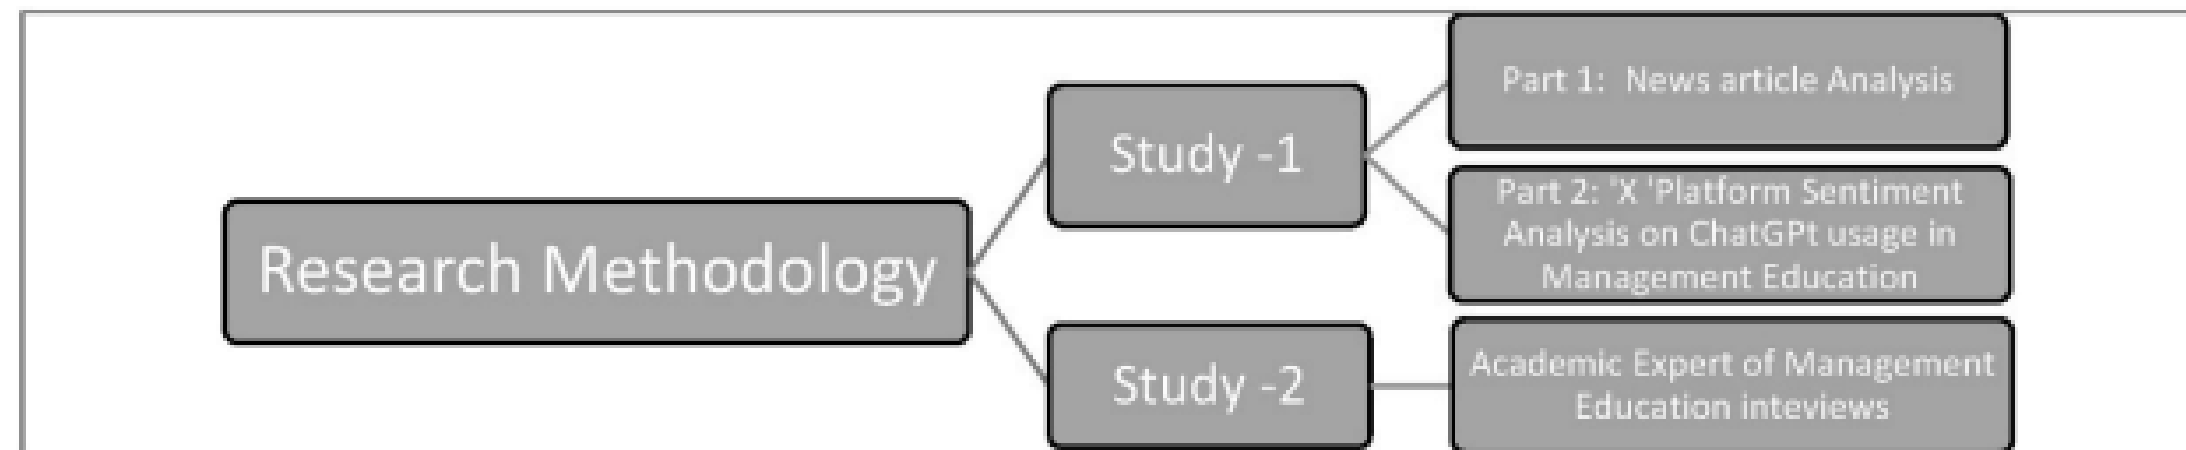 Research Methodology
Study -1
Part 1:  News article Analysis
Part 2: 'X 'Platform Sentiment
Analysis on ChatGPt usage in
Management Education
Study -2
Academic Expert of Management
Education inteviews